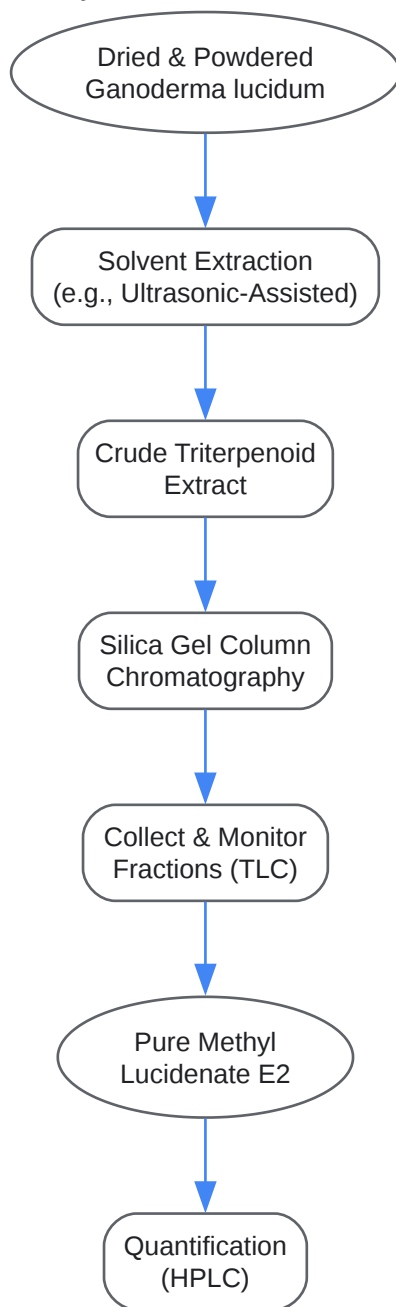 Dried & Powdered
Ganoderma lucidum
Solvent Extraction
(e.g., Ultrasonic-Assisted)
Crude Triterpenoid
Extract
Silica Gel Column
Chromatography
Collect & Monitor
Fractions (TLC)
Pure Methyl
Lucidenate E2
Quantification
(HPLC)